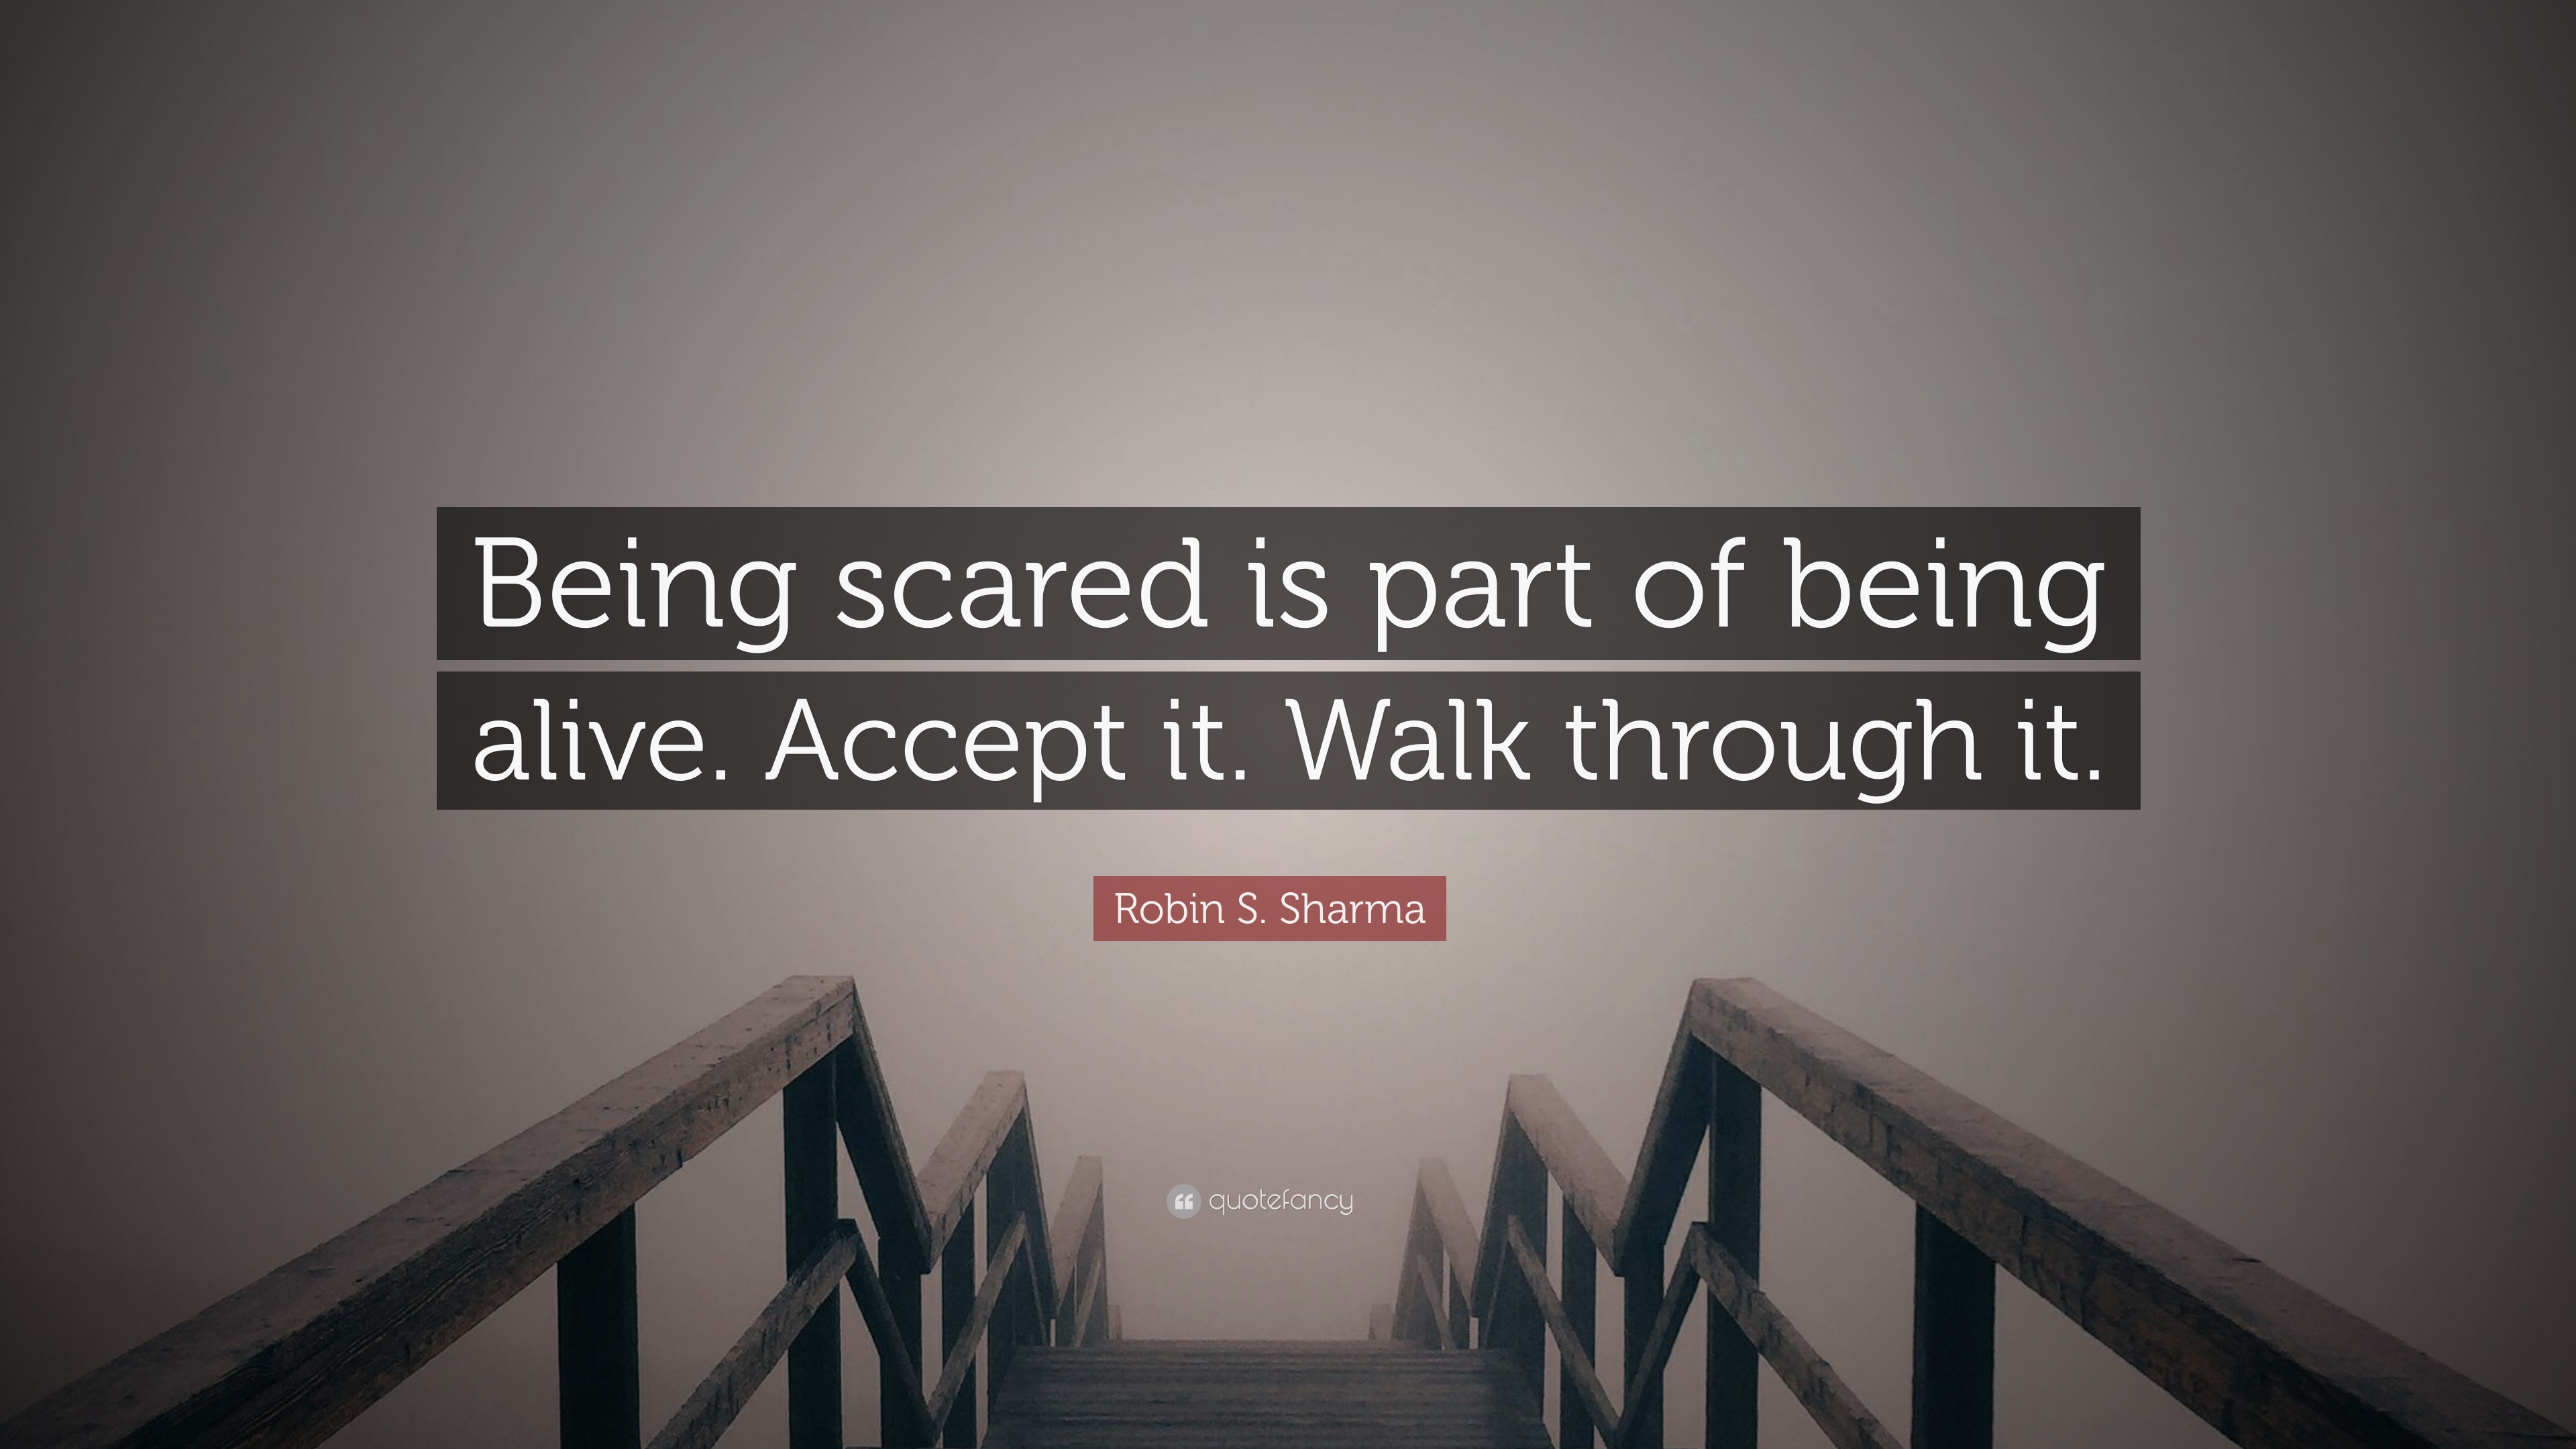 Being scared is part of being
alive. Accept it. Walk through it.
Robin S. Sharma
quotefancy